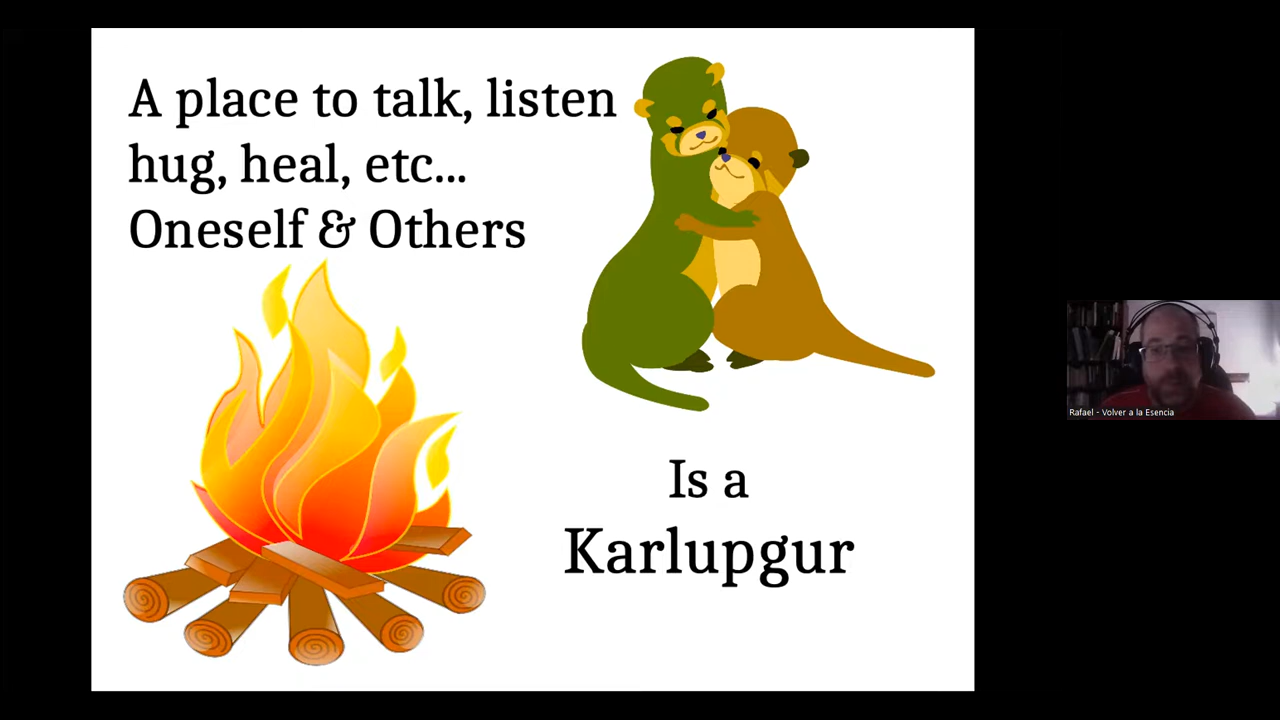 A place to talk, listen
hug, heal, etc...
Oneself & Others
Is a
Karlupgur
Rafael - Volver a la Esencia